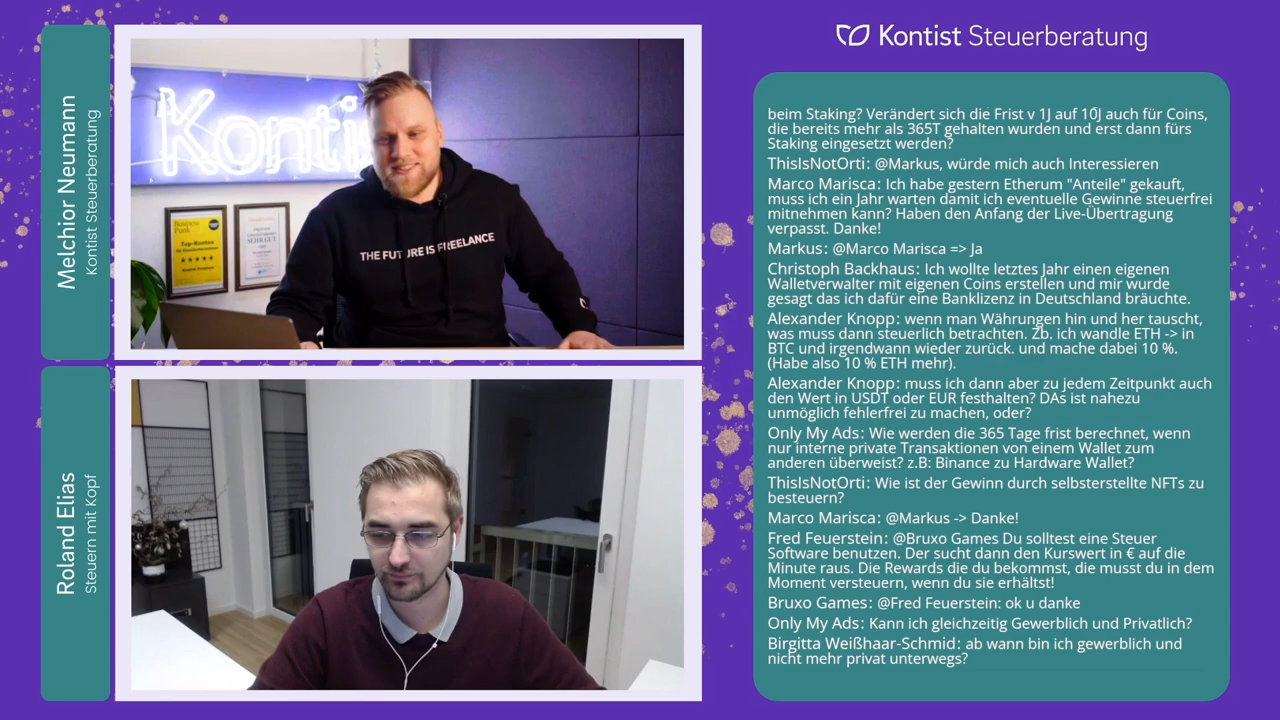 Melchior Neumann
Kontist Steuerberatung
Konti
Business Punk
Top-Konten
★★★★★
SEHR GUT
THE FUTURE IS FREELANCE
Roland Elias
Steuern mit Kopf
Kontist Steuerberatung
beim Staking? Verändert sich die Frist v 1J auf 10J auch für Coins,
die bereits mehr als 365T gehalten wurden und erst dann fürs
Staking eingesetzt werden?
ThisIsNotOrti: @Markus, würde mich auch Interessieren
Marco Marisca: Ich habe gestern Etherum "Anteile" gekauft,
muss ich ein Jahr warten damit ich eventuelle Gewinne steuerfrei
mitnehmen kann? Haben den Anfang der Live-Übertragung
verpasst. Danke!
Markus: @Marco Marisca => Ja
Christoph Backhaus: Ich wollte letztes Jahr einen eigenen
Walletverwalter mit eigenen Coins erstellen und mir wurde
gesagt das ich dafür eine Banklizenz in Deutschland bräuchte.
Alexander Knopp: wenn man Währungen hin und her tauscht,
was muss dann steuerlich betrachten. Zb. ich wandle ETH -> in
BTC und irgendwann wieder zurück. und mache dabei 10 %.
(Habe also 10 % ETH mehr).
Alexander Knopp: muss ich dann aber zu jedem Zeitpunkt auch
den Wert in USDT oder EUR festhalten? DAs ist nahezu
unmöglich fehlerfrei zu machen, oder?
Only My Ads: Wie werden die 365 Tage frist berechnet, wenn
nur interne private Transaktionen von einem Wallet zum
anderen überweist? z.B: Binance zu Hardware Wallet?
ThisIsNotOrti: Wie ist der Gewinn durch selbsterstellte NFTs zu
besteuern?
Marco Marisca: @Markus -> Danke!
Fred Feuerstein: @Bruxo Games Du solltest eine Steuer
Software benutzen. Der sucht dann den Kurswert in € auf die
Minute raus. Die Rewards die du bekommst, die musst du in dem
Moment versteuern, wenn du sie erhältst!
Bruxo Games: @Fred Feuerstein: ok u danke
Only My Ads: Kann ich gleichzeitig Gewerblich und Privatlich?
Birgitta Weißhaar-Schmid: ab wann bin ich gewerblich und
nicht mehr privat unterwegs?